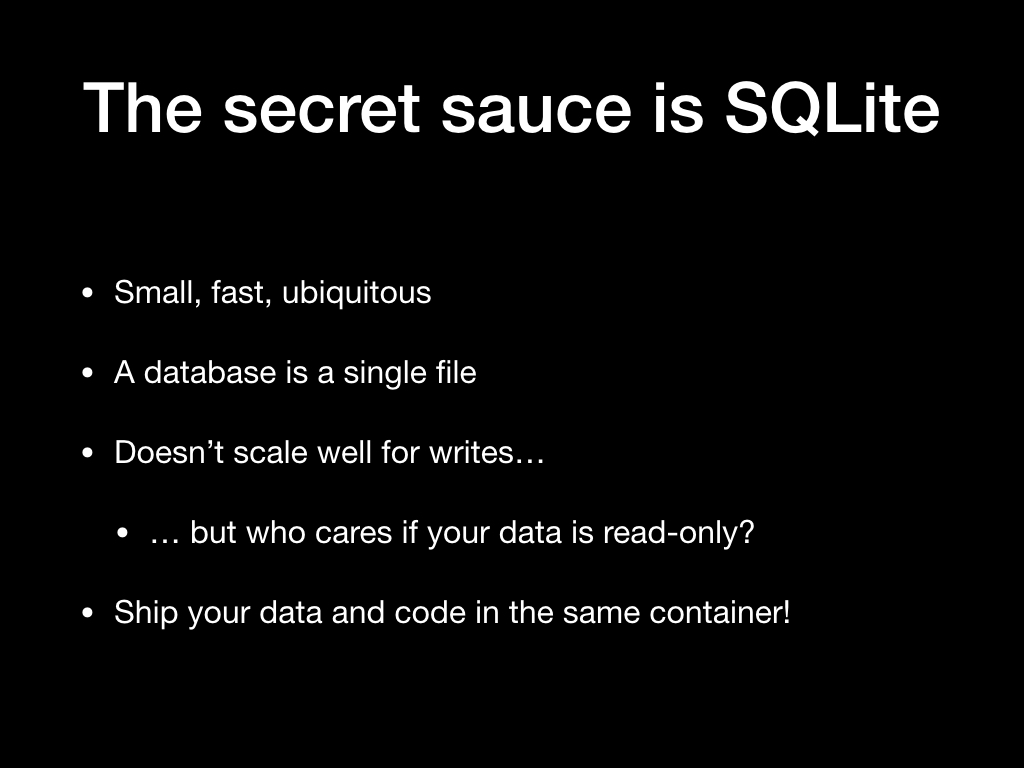 The secret sauce is SQLite
• Small, fast, ubiquitous
• A database is a single file
• Doesn’t scale well for writes…
• … but who cares if your data is read-only?
• Ship your data and code in the same container!